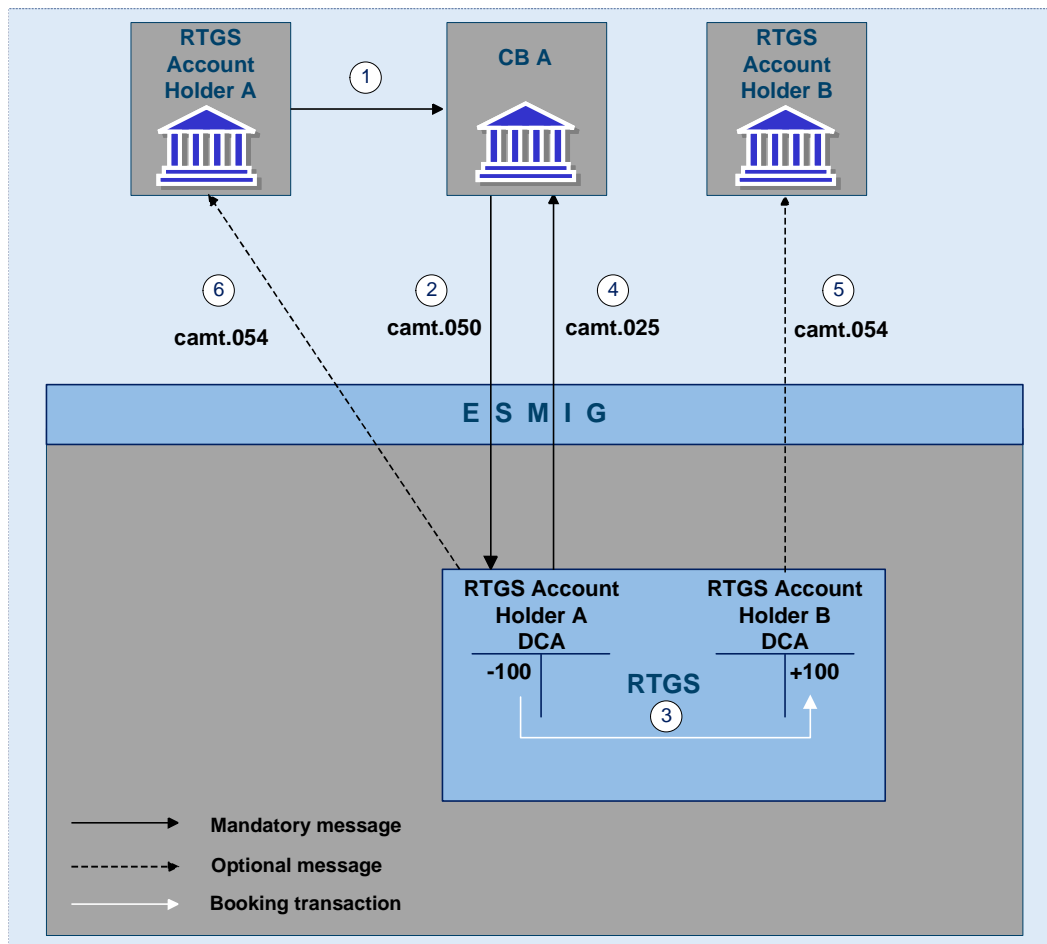 RTGS
Account
Holder A
1
CB A
RTGS
Account
Holder B
6
camt.054
2
camt.050
4
camt.025
5
camt.054
E S M I G
RTGS Account
Holder A
DCA
-100
RTGS Account
Holder B
DCA
+100
RTGS
3
Mandatory message
Optional message
Booking transaction